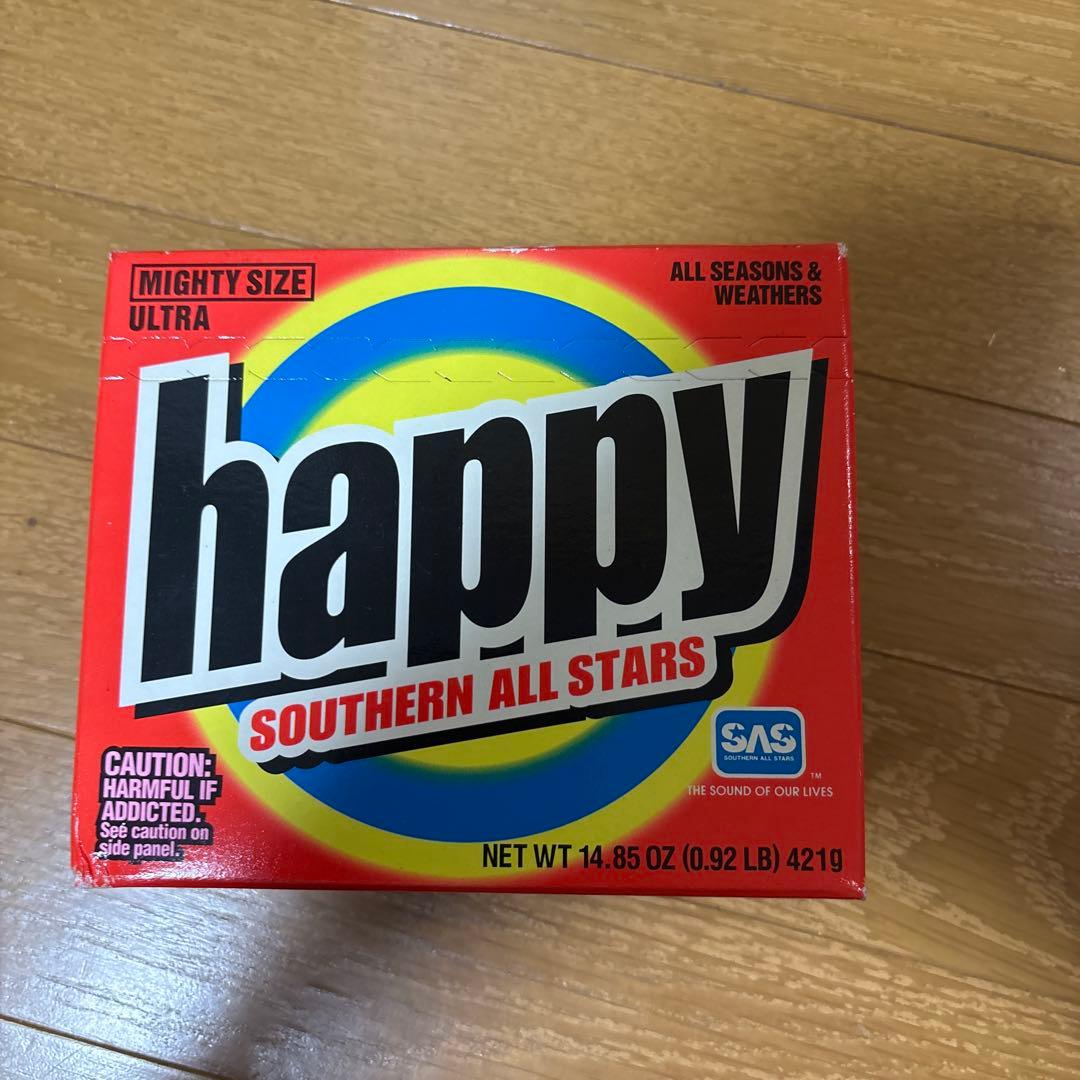 MIGHTY SIZE
ULTRA
ALL SEASONS &
WEATHERS
happy
SOUTHERN ALL STARS
SAS
SOUTHERN ALL STARS
TM
THE SOUND OF OUR LIVES
CAUTION:
HARMFUL IF
ADDICTED.
See caution on
side panel.
NET WT 14.85 OZ (0.92 LB) 421g